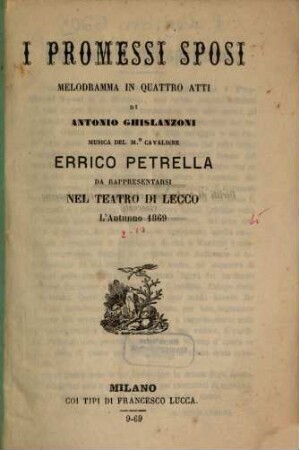 I PROMESSI SPOSI
MELODRAMMA IN QUATTRO ATTI
DI
ANTONIO GHISLANZONI
MUSICA DEL M.° CAVALIERE
ERRICO PETRELLA
DA RAPPRESENTARSI
NEL TEATRO DI LECCO
L'Autunno 1869
MILANO
COI TIPI DI FRANCESCO LUCCA.
9-69